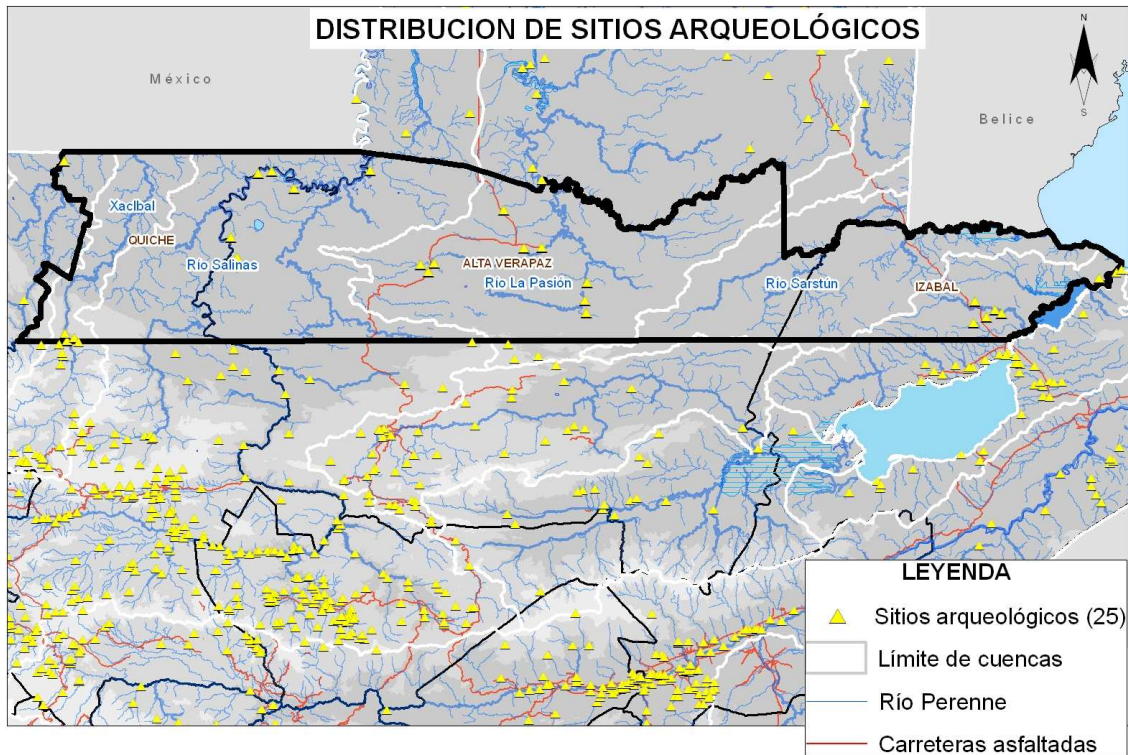 DISTRIBUCION DE SITIOS ARQUEOLÓGICOS
México
N
S
Belice
Xaclbal
QUICHE
Río Salinas
ALTA VERAPAZ
Río La Pasión
Río Sarstún
IZABAL
LEYENDA
Sitios arqueológicos (25)
Límite de cuencas
Río Perenne
Carreteras asfaltadas